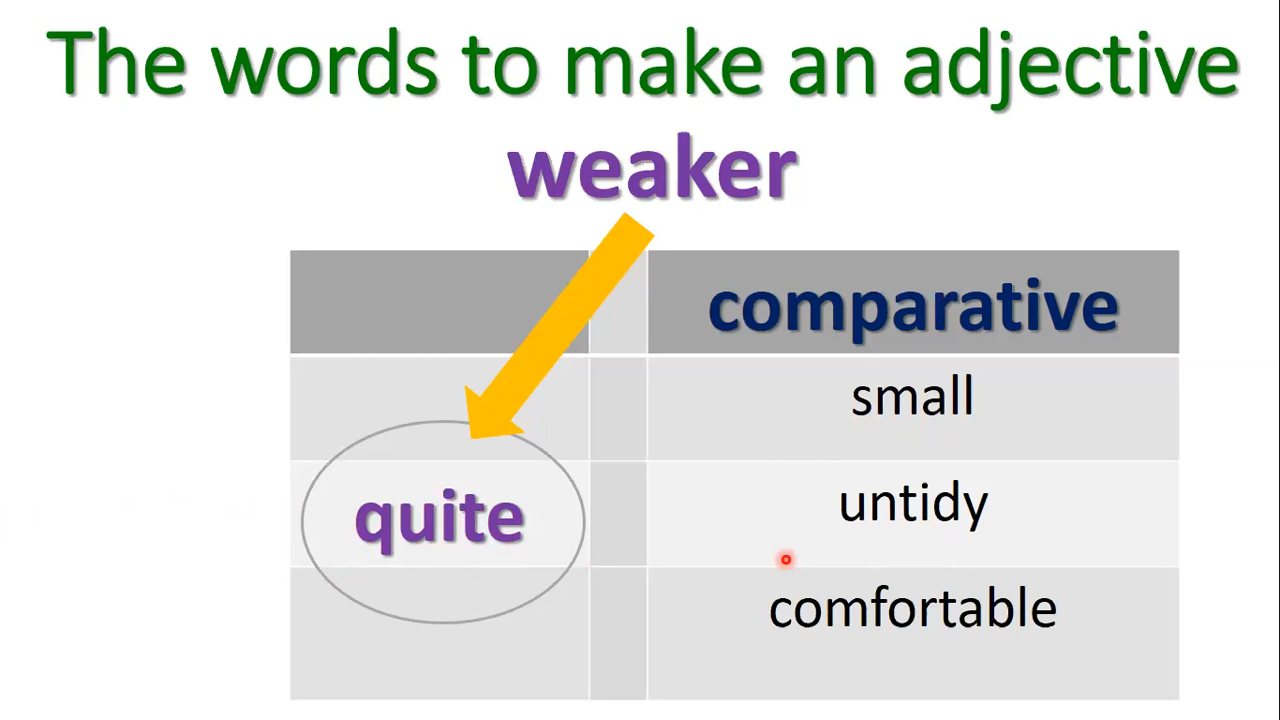 The words to make an adjective
weaker
comparative
small
quite
untidy
comfortable